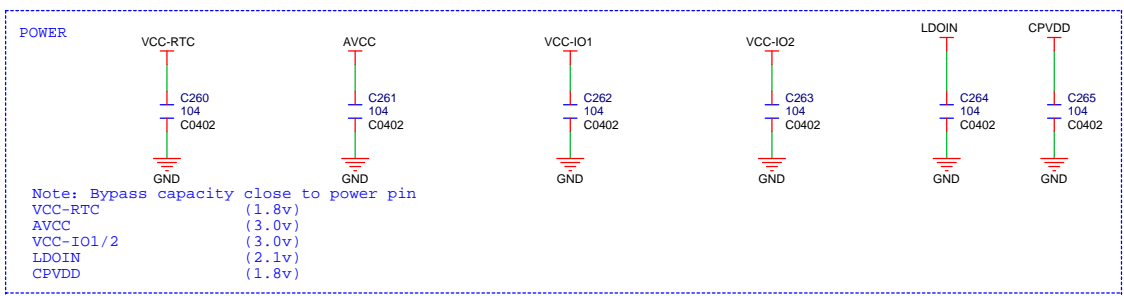 POWER
VCC-RTC
AVCC
VCC-IO1
VCC-IO2
LDOIN
CPVDD
C260
104
C0402
C261
104
C0402
C262
104
C0402
C263
104
C0402
C264
104
C0402
C265
104
C0402
GND
GND
GND
GND
GND
GND
Note: Bypass capacity close to power pin
VCC-RTC (1.8v)
AVCC (3.0v)
VCC-IO1/2 (3.0v)
LDOIN (2.1v)
CPVDD (1.8v)